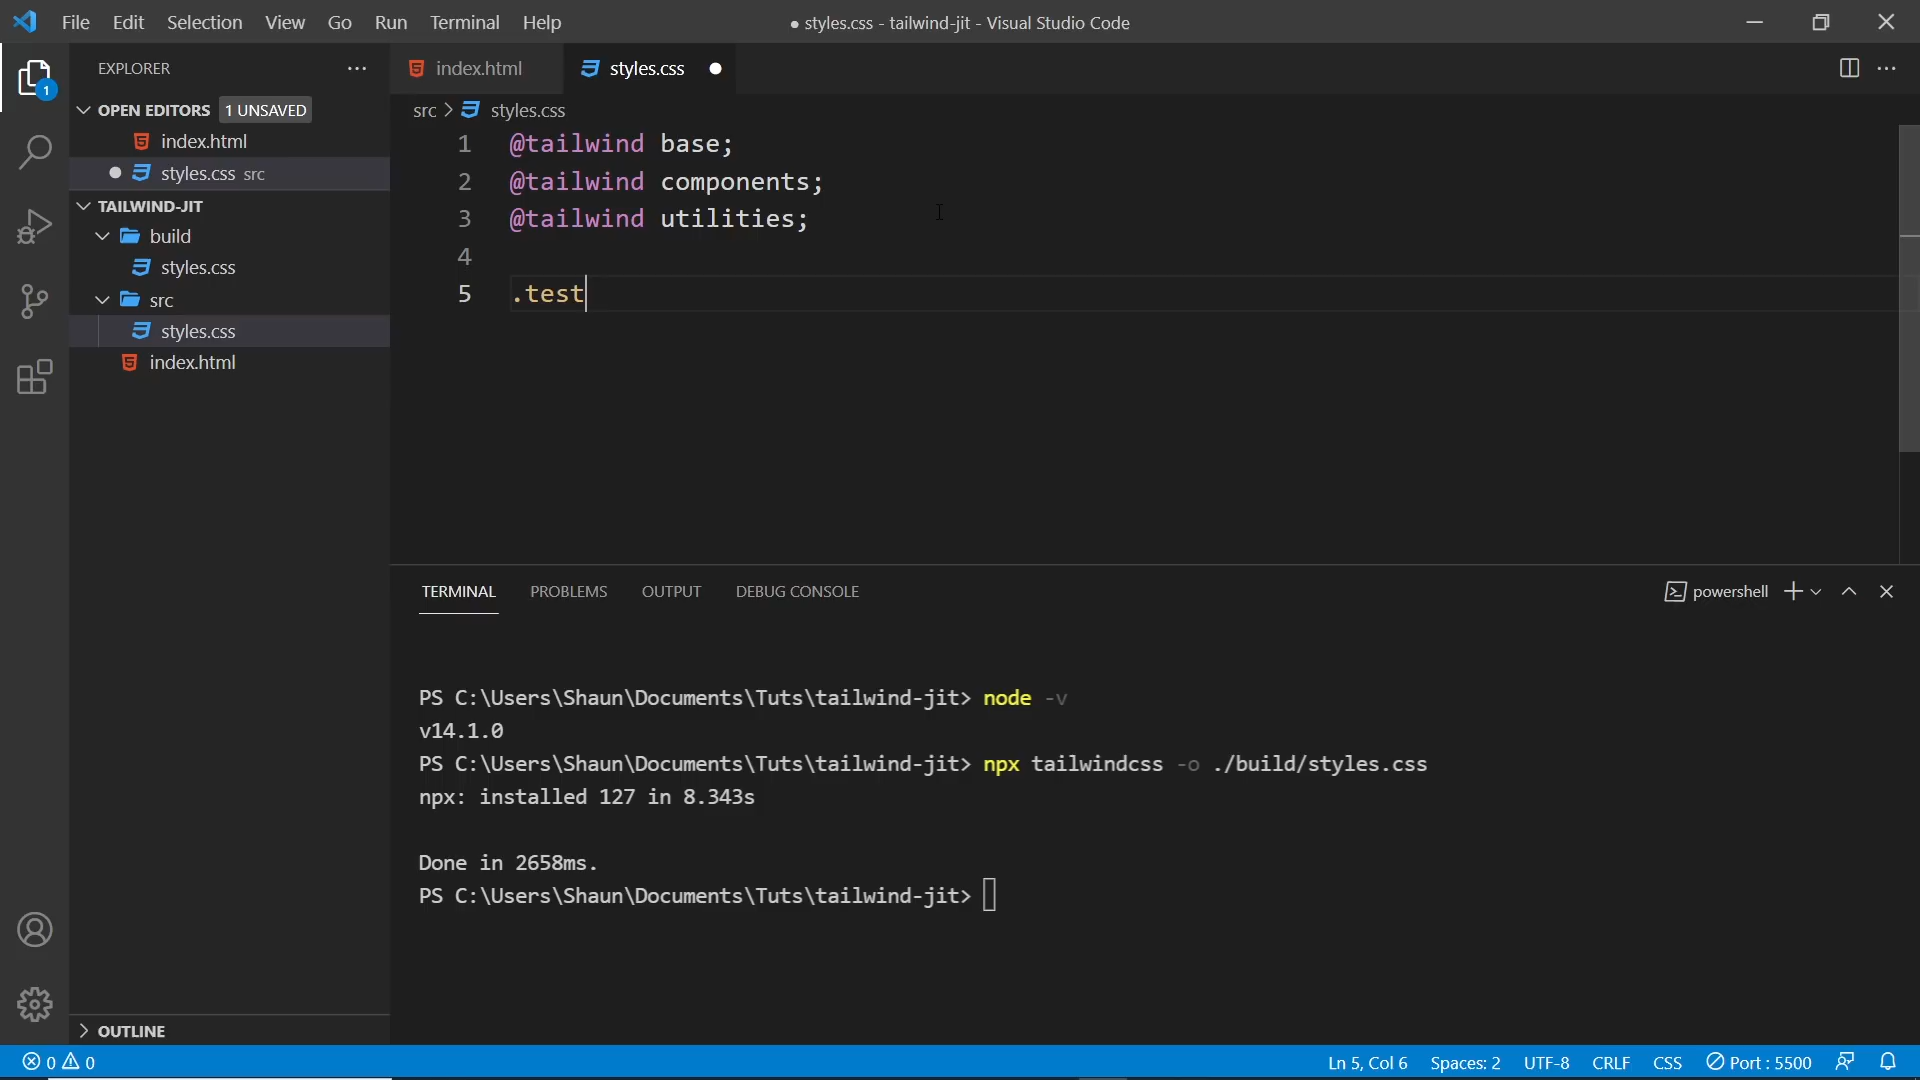 File Edit Selection View Go Run Terminal Help
● styles.css - tailwind-jit - Visual Studio Code
EXPLORER
1
OPEN EDITORS 1 UNSAVED
index.html
styles.css src
TAILWIND-JIT
build
styles.css
src
styles.css
index.html
OUTLINE
index.html
styles.css
src > styles.css
1 @tailwind base;
2 @tailwind components;
3 @tailwind utilities;
4
5 .test
TERMINAL PROBLEMS OUTPUT DEBUG CONSOLE
powershell
PS C:\Users\Shaun\Documents\Tuts\tailwind-jit> node -v
v14.1.0
PS C:\Users\Shaun\Documents\Tuts\tailwind-jit> npx tailwindcss -o ./build/styles.css
npx: installed 127 in 8.343s
Done in 2658ms.
PS C:\Users\Shaun\Documents\Tuts\tailwind-jit>
0 0
Ln 5, Col 6 Spaces: 2 UTF-8 CRLF CSS Port : 5500